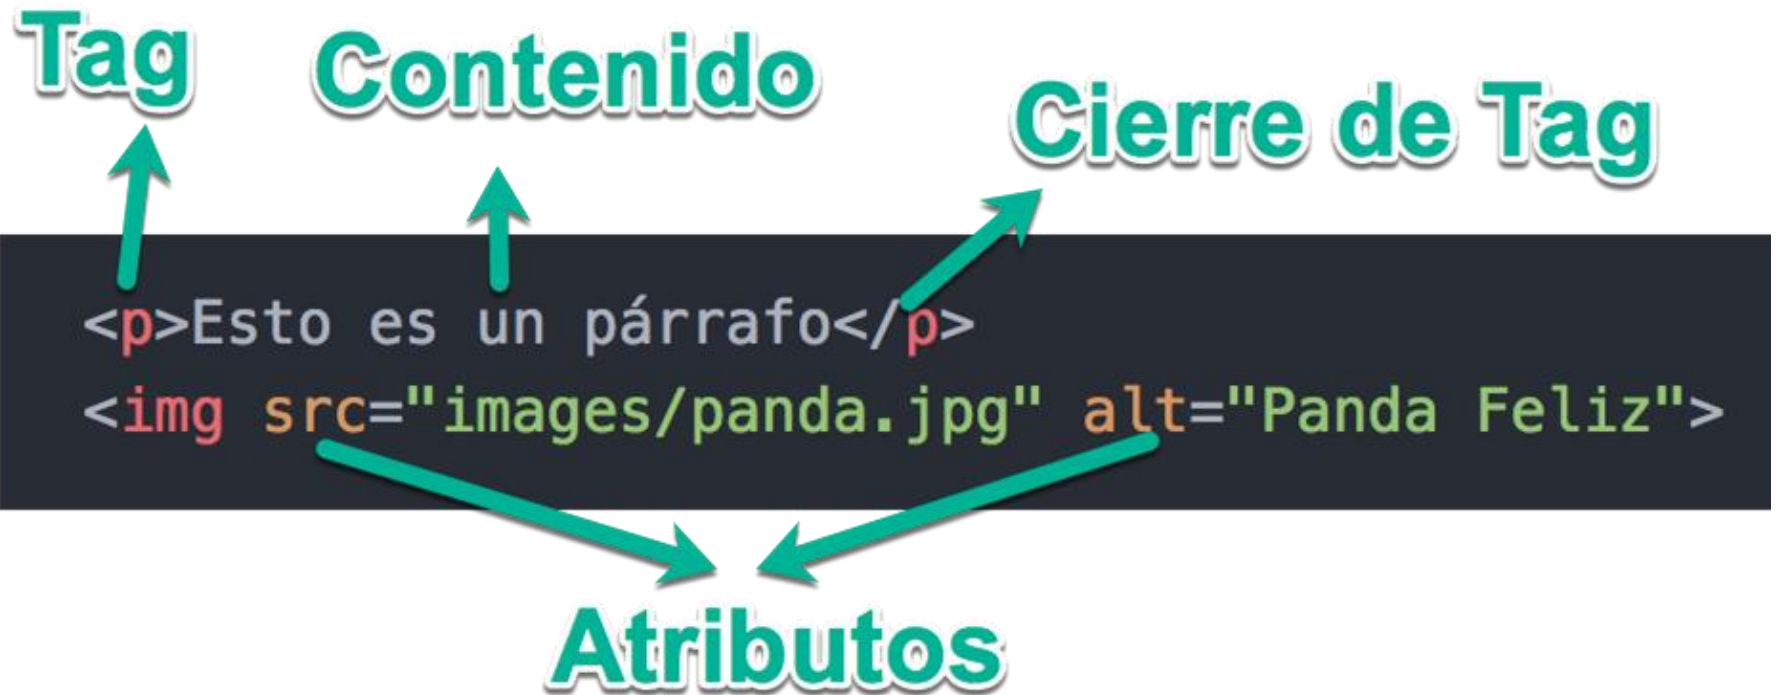 Tag
Contenido
Cierre de Tag
<p>Esto es un párrafo</p>
<img src="images/panda.jpg" alt="Panda Feliz">
Atributos